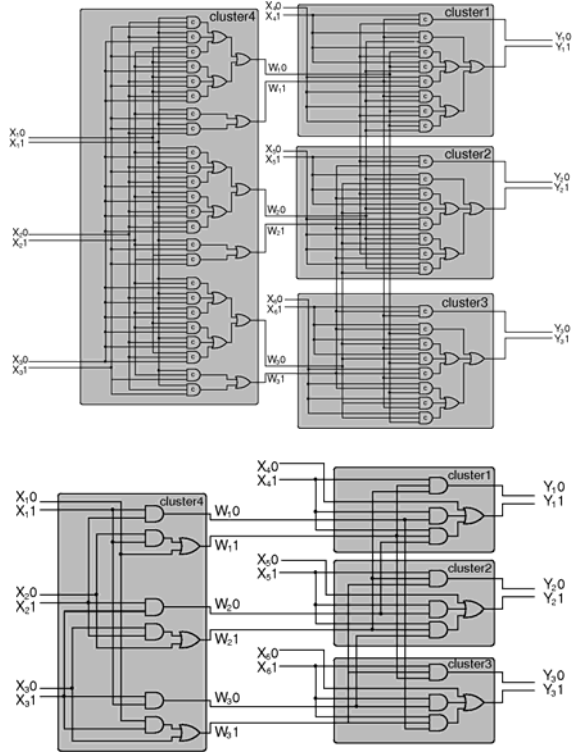 cluster4
c
c
c
c
c
c
c
c
X₁0
X₁1
c
c
c
c
c
c
X₂0
X₂1
c
c
c
c
c
c
c
c
X₃0
X₃1
c
c
W₁0
W₁1
W₂0
W₂1
W₃0
W₃1
X₄0
X₄1
cluster1
c
c
c
c
c
c
c
c
Y₁0
Y₁1
X₅0
X₅1
cluster2
c
c
c
c
c
c
c
c
Y₂0
Y₂1
X₆0
X₆1
cluster3
c
c
c
c
c
c
c
c
Y₃0
Y₃1
X₁0
X₁1
cluster4
X₂0
X₂1
X₃0
X₃1
W₁0
W₁1
W₂0
W₂1
W₃0
W₃1
X₄0
X₄1
cluster1
Y₁0
Y₁1
X₅0
X₅1
cluster2
Y₂0
Y₂1
X₆0
X₆1
cluster3
Y₃0
Y₃1